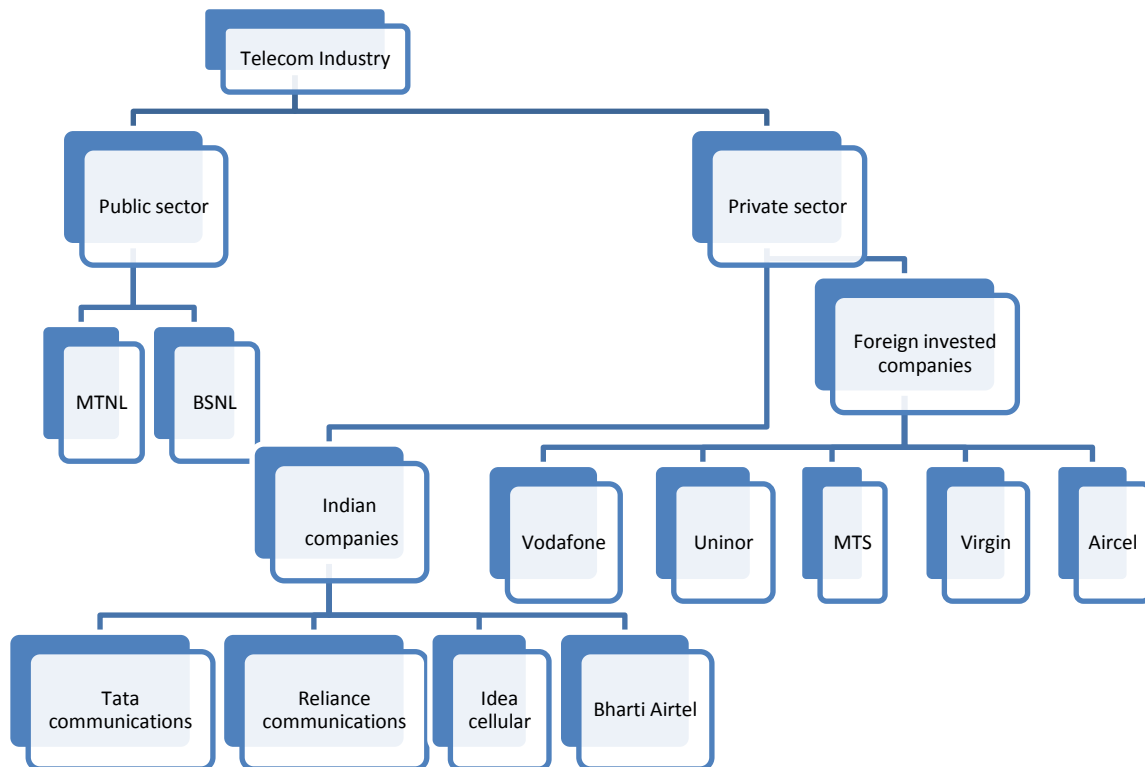 Telecom Industry
Public sector
Private sector
Foreign invested
companies
MTNL
BSNL
Indian
companies
Vodafone
Uninor
MTS
Virgin
Aircel
Tata
communications
Reliance
communications
Idea
cellular
Bharti Airtel